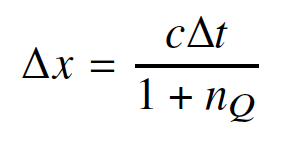 Δx = cΔt / (1 + n_Q)